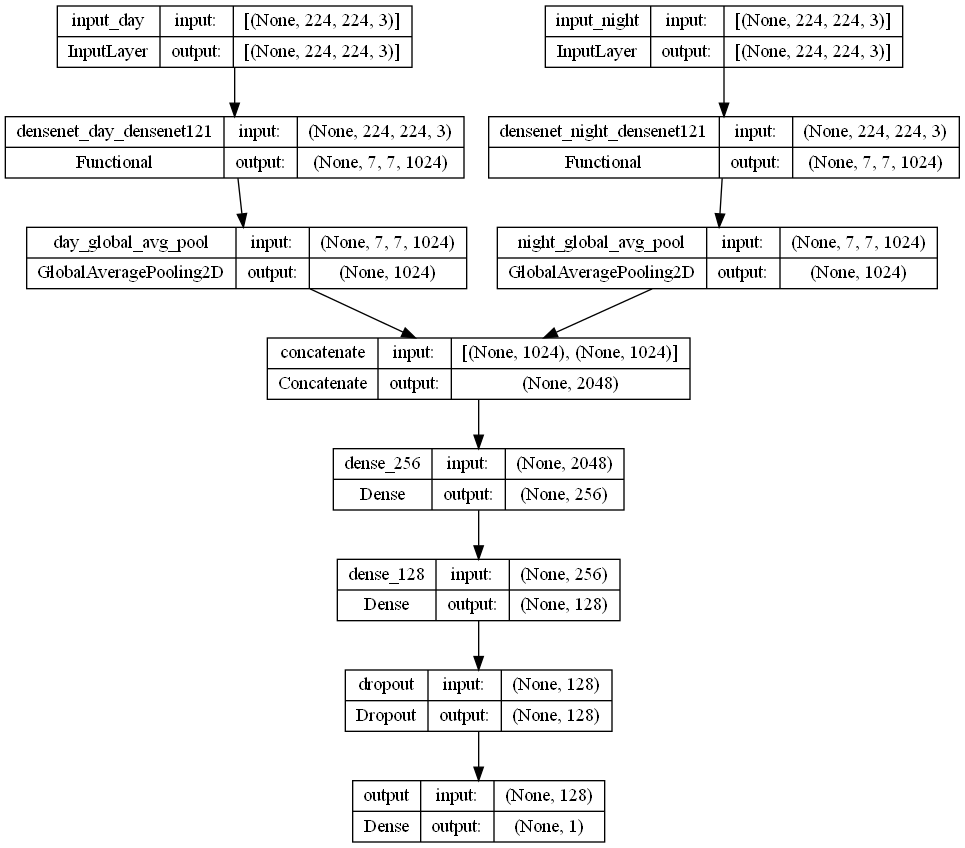 input_day input: [(None, 224, 224, 3)]
InputLayer output: [(None, 224, 224, 3)]
input_night input: [(None, 224, 224, 3)]
InputLayer output: [(None, 224, 224, 3)]
densenet_day_densenet121 input: (None, 224, 224, 3)
Functional output: (None, 7, 7, 1024)
densenet_night_densenet121 input: (None, 224, 224, 3)
Functional output: (None, 7, 7, 1024)
day_global_avg_pool input: (None, 7, 7, 1024)
GlobalAveragePooling2D output: (None, 1024)
night_global_avg_pool input: (None, 7, 7, 1024)
GlobalAveragePooling2D output: (None, 1024)
concatenate input: [(None, 1024), (None, 1024)]
Concatenate output: (None, 2048)
dense_256 input: (None, 2048)
Dense output: (None, 256)
dense_128 input: (None, 256)
Dense output: (None, 128)
dropout input: (None, 128)
Dropout output: (None, 128)
output input: (None, 128)
Dense output: (None, 1)